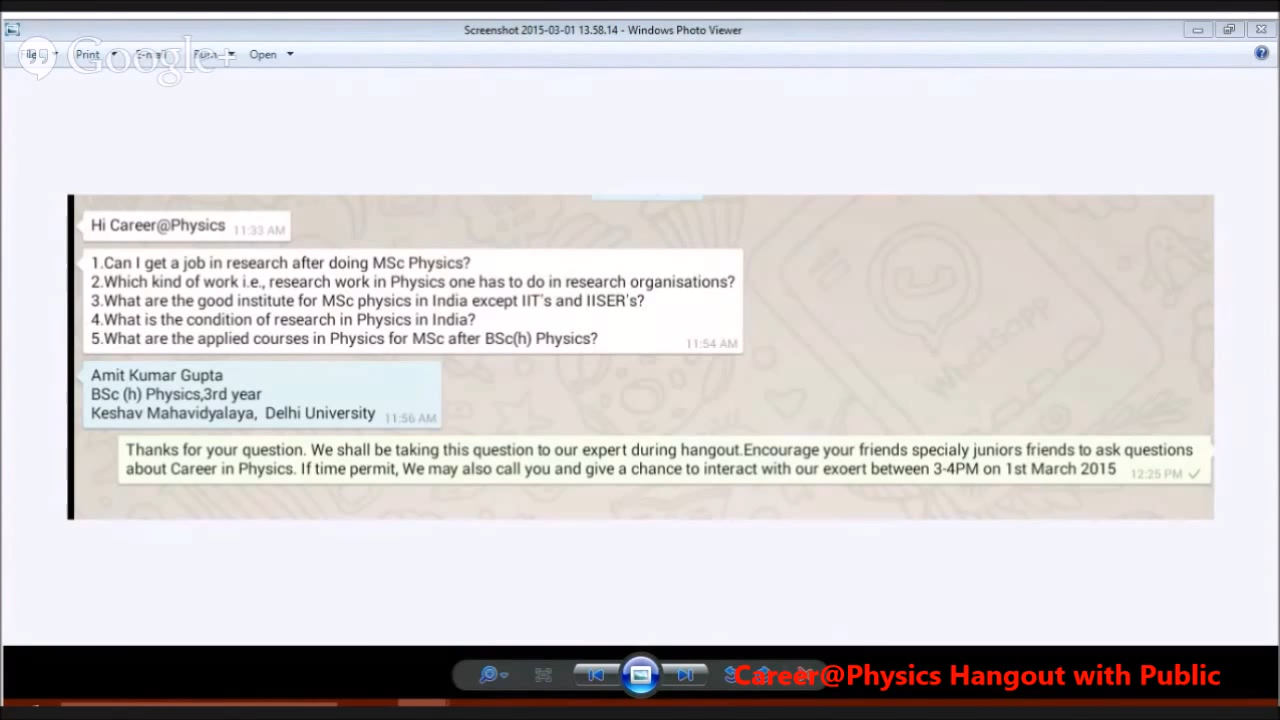 Screenshot 2015-03-01 13.58.14 - Windows Photo Viewer
Print
Open
Google+
Hi Career@Physics 11:33 AM
1.Can I get a job in research after doing MSc Physics?
2.Which kind of work i.e., research work in Physics one has to do in research organisations?
3.What are the good institute for MSc physics in India except IIT's and IISER's?
4.What is the condition of research in Physics in India?
5.What are the applied courses in Physics for MSc after BSc(h) Physics? 11:54 AM
Amit Kumar Gupta
BSc (h) Physics,3rd year
Keshav Mahavidyalaya, Delhi University 11:56 AM
Thanks for your question. We shall be taking this question to our expert during hangout.Encourage your friends specialy juniors friends to ask questions
about Career in Physics. If time permit, We may also call you and give a chance to interact with our exoert between 3-4PM on 1st March 2015 12:25 PM
WhatsApp
Career@Physics Hangout with Public